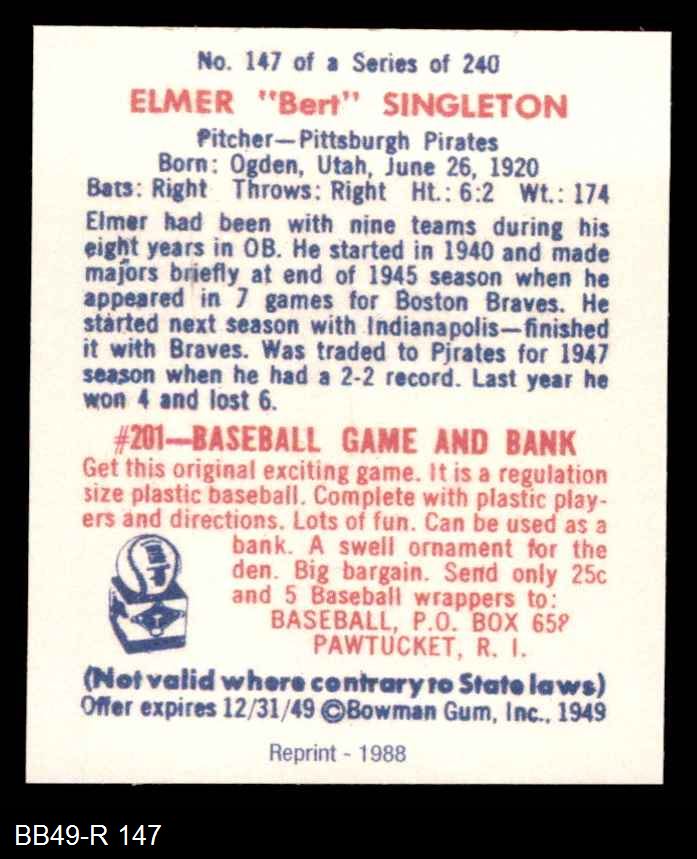 No. 147 of a Series of 240
ELMER "Bert" SINGLETON
Pitcher—Pittsburgh Pirates
Born: Ogden, Utah, June 26, 1920
Bats: Right Throws: Right Ht.: 6:2 Wt.: 174
Elmer had been with nine teams during his
eight years in OB. He started in 1940 and made
majors briefly at end of 1945 season when he
appeared in 7 games for Boston Braves. He
started next season with Indianapolis—finished
it with Braves. Was traded to Pirates for 1947
season when he had a 2-2 record. Last year he
won 4 and lost 6.
#201—BASEBALL GAME AND BANK
Get this original exciting game. It is a regulation
size plastic baseball. Complete with plastic play-
ers and directions. Lots of fun. Can be used as a
bank. A swell ornament for the
den. Big bargain. Send only 25c
and 5 Baseball wrappers to:
BASEBALL, P.O. BOX
PAWTUCKET, R. I.
(Not valid where contrary to State laws)
Offer expires 12/31/49 ©Bowman Gum, Inc., 1949
Reprint - 1988
BB49-R 147